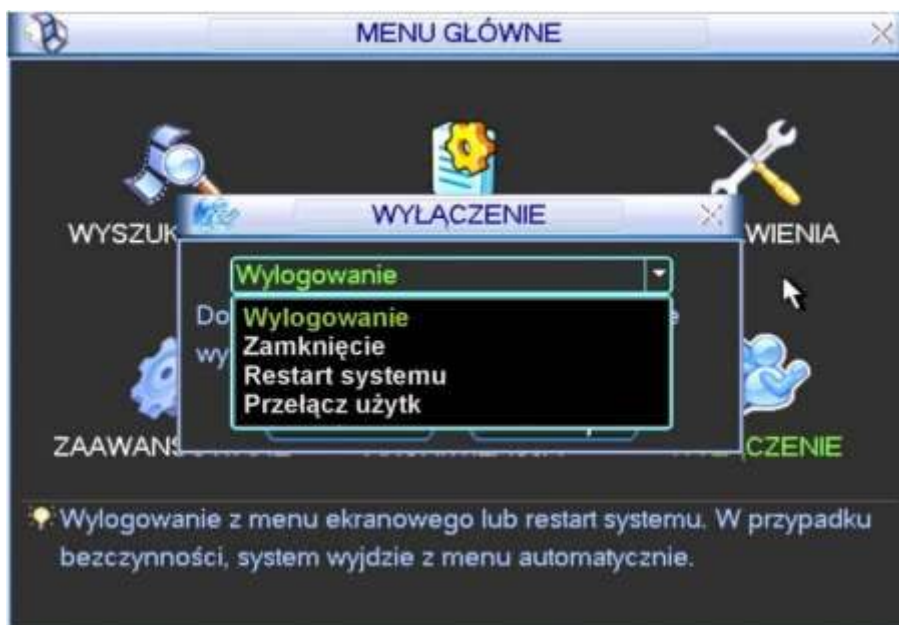 MENU GŁÓWNE
WYŁĄCZENIE
WYSZUK
WIENIA
Wylogowanie
Do
Wylogowanie
Zamknięcie
wy
Restart systemu
Przełącz użytk
ZAAWANS
CZENIE
Wylogowanie z menu ekranowego lub restart systemu. W przypadku
bezczynności, system wyjdzie z menu automatycznie.